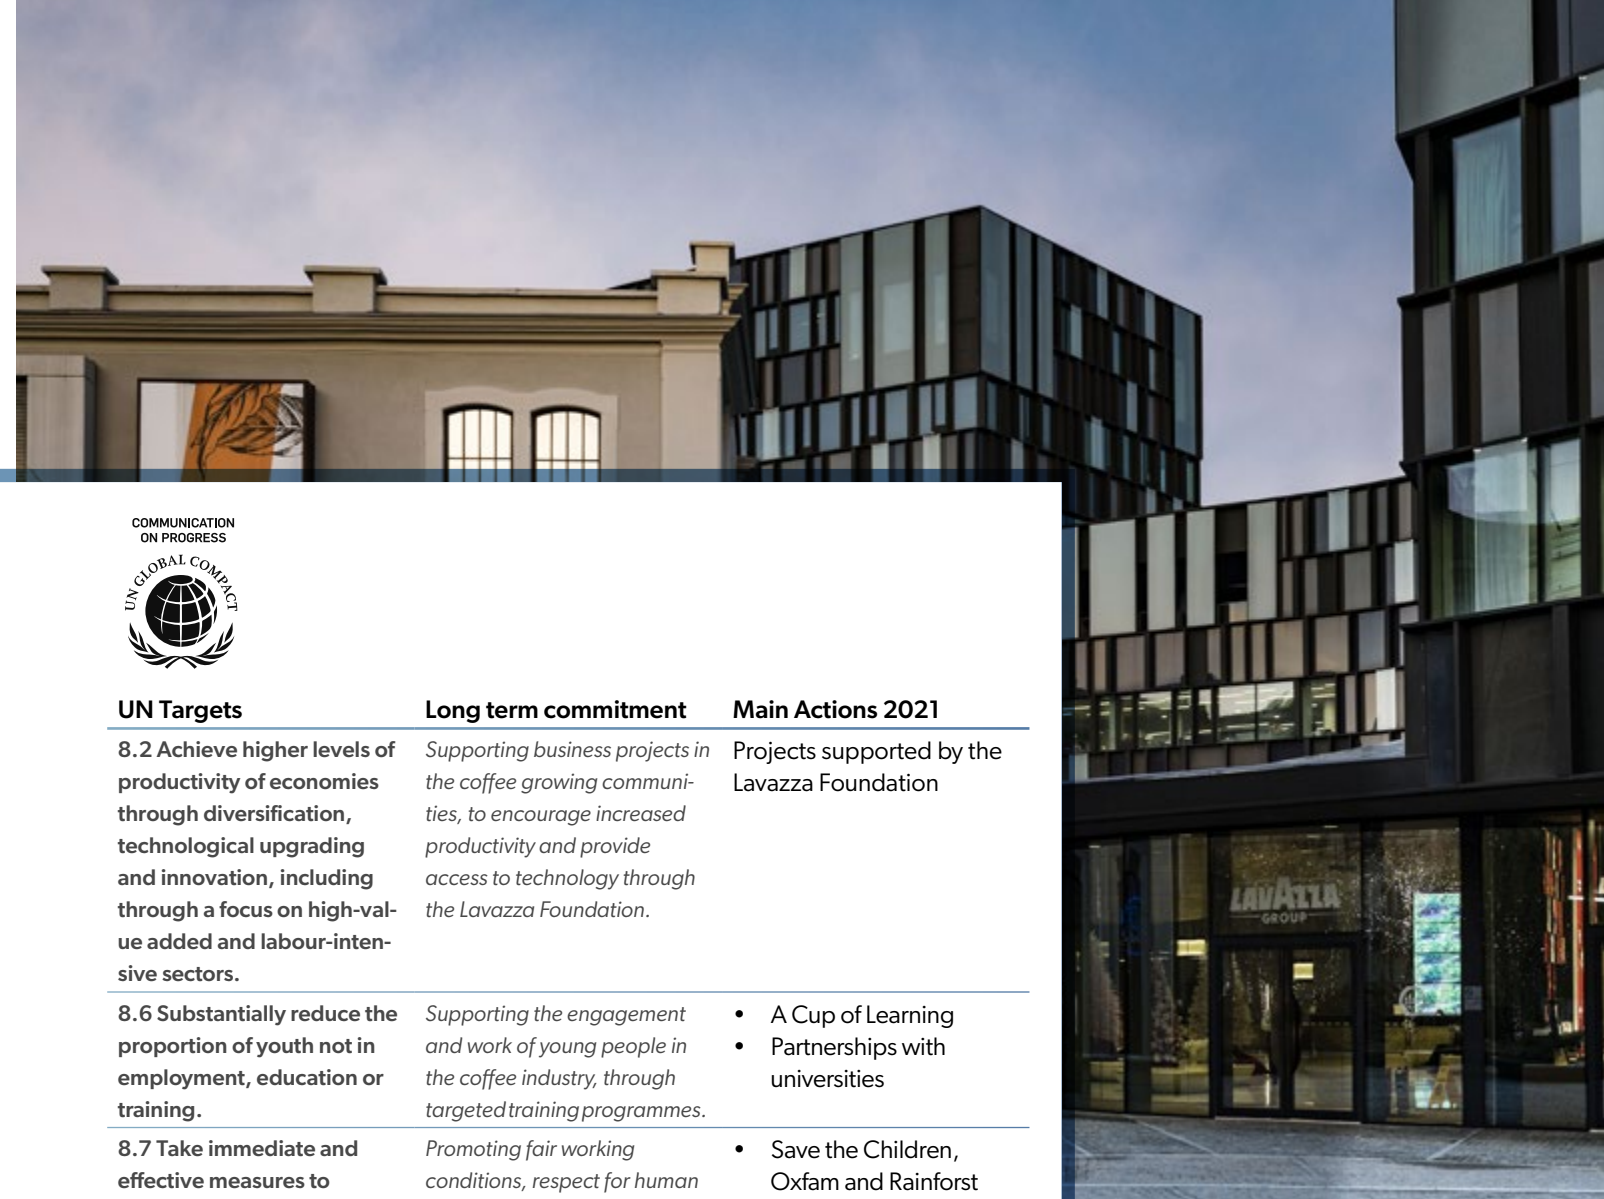 COMMUNICATION
ON PROGRESS
UN GLOBAL COMPACT
UN Targets
Long term commitment
Main Actions 2021
8.2 Achieve higher levels of
productivity of economies
through diversification,
technological upgrading
and innovation, including
through a focus on high-val-
ue added and labour-inten-
sive sectors.
Supporting business projects in
the coffee growing communi-
ties, to encourage increased
productivity and provide
access to technology through
the Lavazza Foundation.
Projects supported by the
Lavazza Foundation
8.6 Substantially reduce the
proportion of youth not in
employment, education or
training.
Supporting the engagement
and work of young people in
the coffee industry, through
targeted training programmes.
• A Cup of Learning
• Partnerships with
universities
8.7 Take immediate and
effective measures to
Promoting fair working
conditions, respect for human
• Save the Children,
Oxfam and Rainforst
LAVAZZA
GROUP